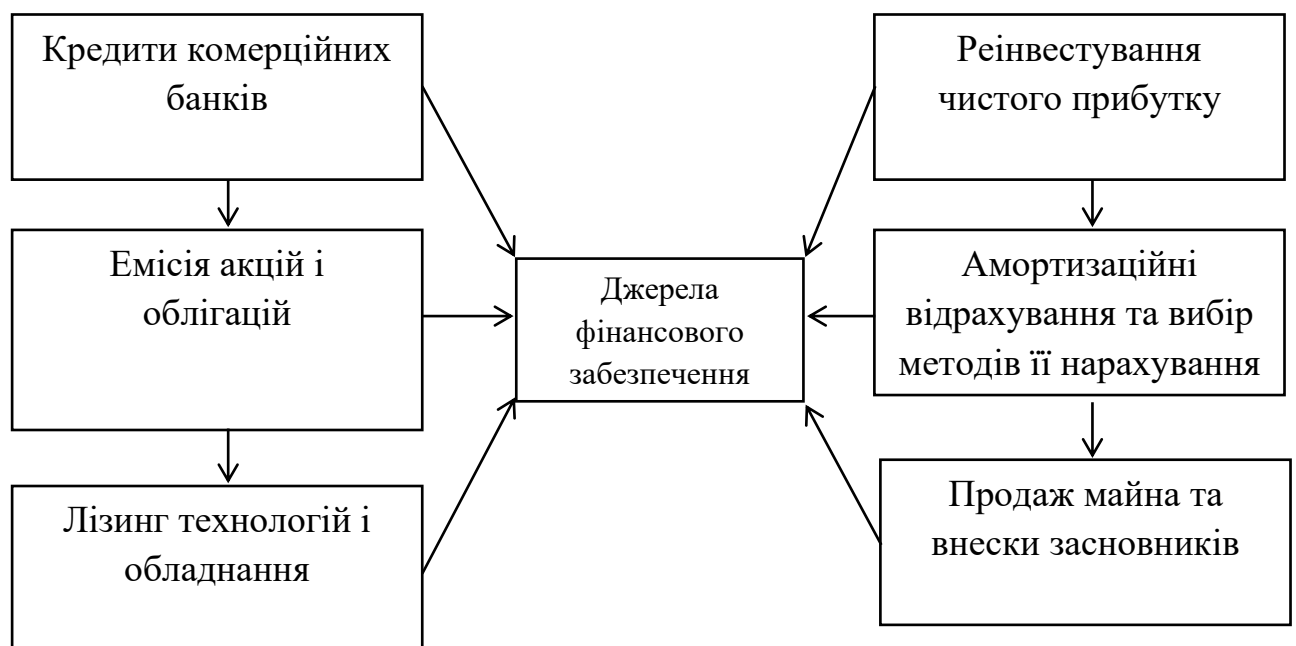 Кредити комерційних
банків
Емісія акцій і
облігацій
Лізинг технологій і
обладнання
Джерела
фінансового
забезпечення
Реінвестування
чистого прибутку
Амортизаційні
відрахування та вибір
методів її нарахування
Продаж майна та
внески засновників